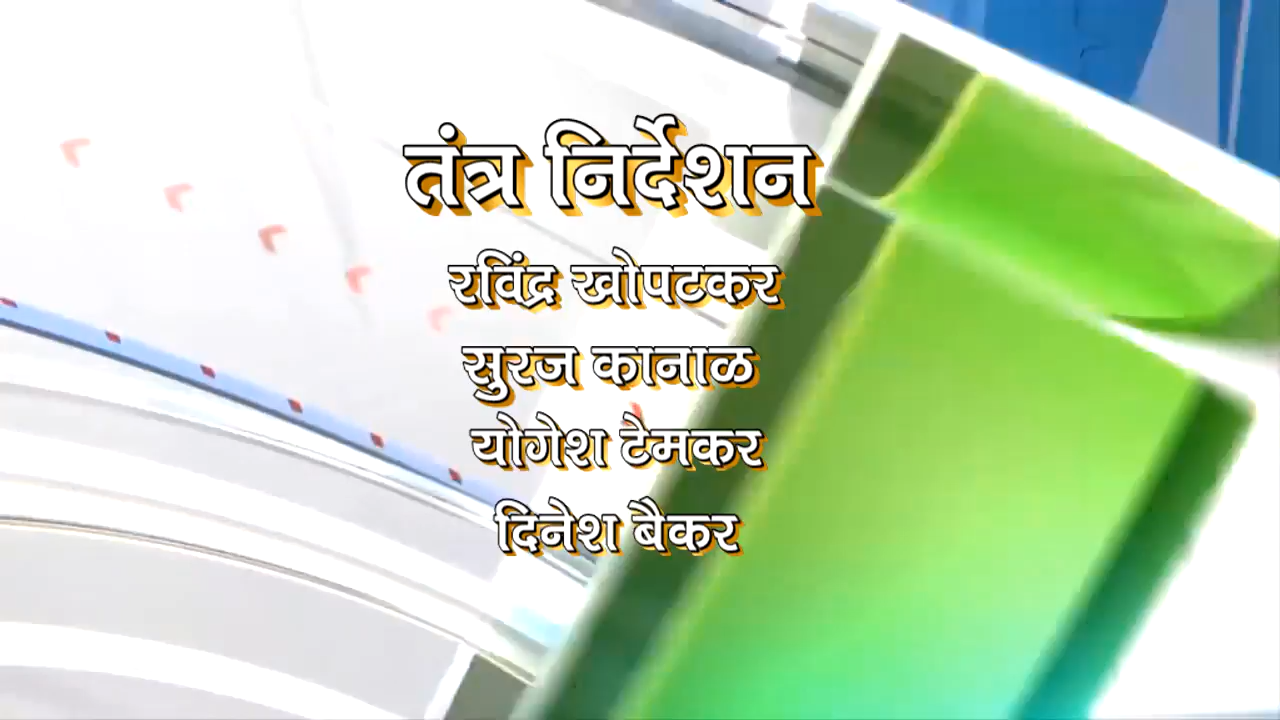 तंत्र निर्देशन
रविंद्र खोपटकर
सुरज कानाळ
योगेश टेमकर
दिनेश बैकर